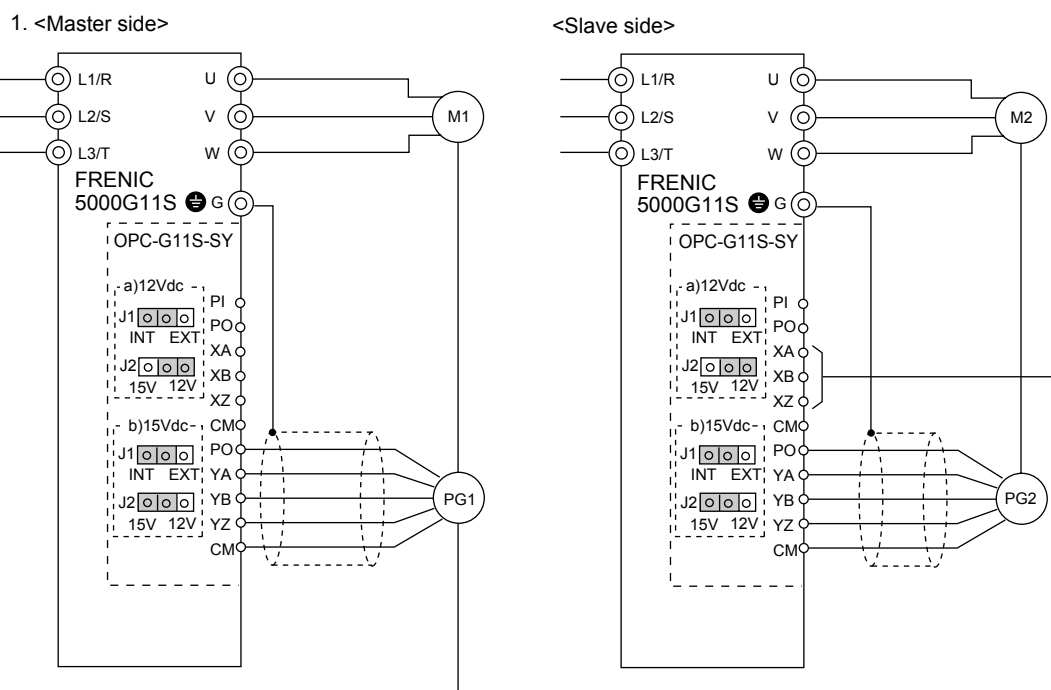 1. <Master side>
L1/R U
L2/S V M1
L3/T W
FRENIC
5000G11S G
OPC-G11S-SY
a)12Vdc
PI
J1
PO
INT EXT
XA
J2
XB
15V 12V
XZ
b)15Vdc
CM
PO
J1
INT EXT
YA
J2
YB PG1
15V 12V
YZ
CM
<Slave side>
L1/R U
L2/S V M2
L3/T W
FRENIC
5000G11S G
OPC-G11S-SY
a)12Vdc
PI
J1
PO
INT EXT
XA
J2
XB
15V 12V
XZ
b)15Vdc
CM
PO
J1
INT EXT
YA
J2
YB PG2
15V 12V
YZ
CM